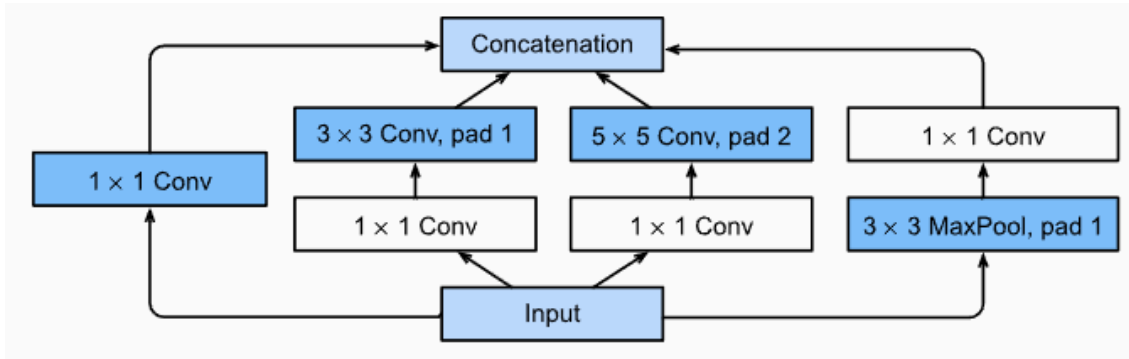 Concatenation
3 × 3 Conv, pad 1
5 × 5 Conv, pad 2
1 × 1 Conv
1 × 1 Conv
1 × 1 Conv
1 × 1 Conv
3 × 3 MaxPool, pad 1
Input